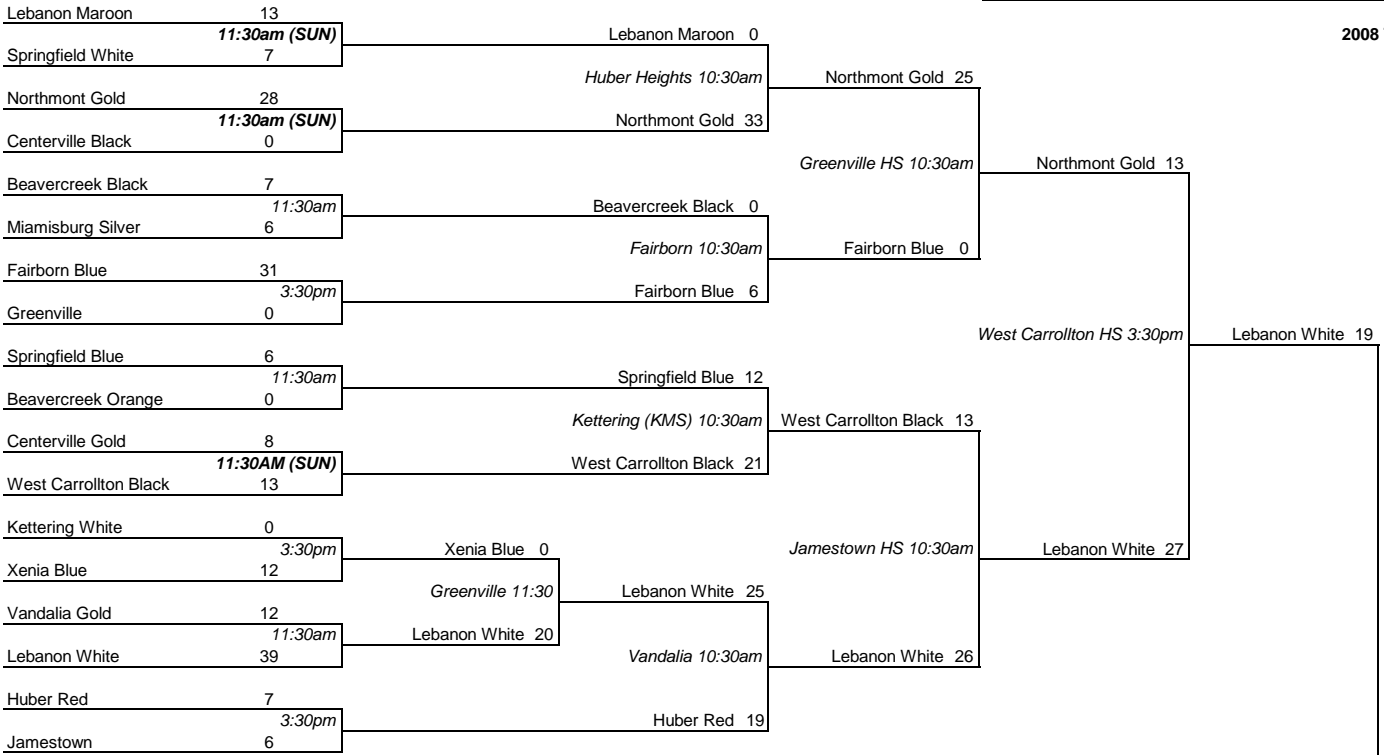 Lebanon Maroon 13
11:30am (SUN)
Lebanon Maroon 0
2008
Springfield White 7
Huber Heights 10:30am
Northmont Gold 25
Northmont Gold 28
11:30am (SUN)
Northmont Gold 33
Centerville Black 0
Greenville HS 10:30am
Northmont Gold 13
Beavercreek Black 7
11:30am
Beavercreek Black 0
Miamisburg Silver 6
Fairborn 10:30am
Fairborn Blue 0
Fairborn Blue 31
3:30pm
Fairborn Blue 6
Greenville 0
West Carrollton HS 3:30pm
Lebanon White 19
Springfield Blue 6
11:30am
Springfield Blue 12
Beavercreek Orange 0
Kettering (KMS) 10:30am
West Carrollton Black 13
Centerville Gold 8
11:30AM (SUN)
West Carrollton Black 21
West Carrollton Black 13
Kettering White 0
3:30pm
Xenia Blue 0
Jamestown HS 10:30am
Lebanon White 27
Xenia Blue 12
Greenville 11:30
Lebanon White 25
Vandalia Gold 12
11:30am
Lebanon White 20
Lebanon White 39
Vandalia 10:30am
Lebanon White 26
Huber Red 7
3:30pm
Huber Red 19
Jamestown 6